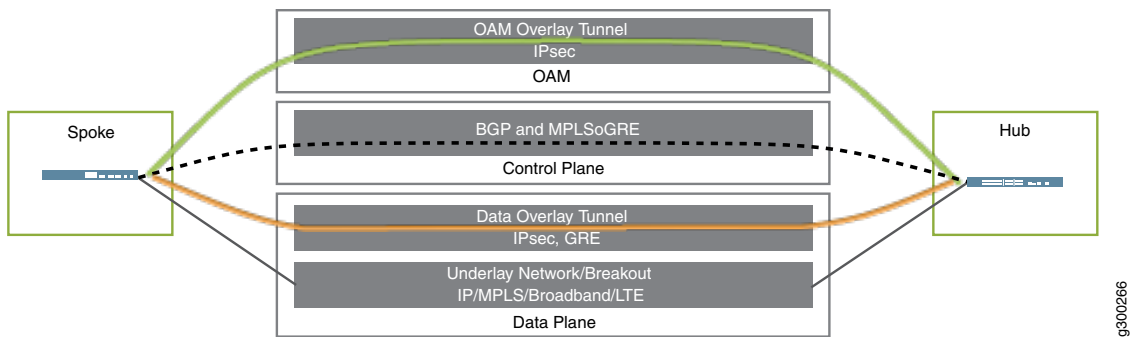 OAM Overlay Tunnel
IPsec
OAM
Spoke
BGP and MPLSoGRE
Control Plane
Hub
Data Overlay Tunnel
IPsec, GRE
Underlay Network/Breakout
IP/MPLS/Broadband/LTE
Data Plane
g300266